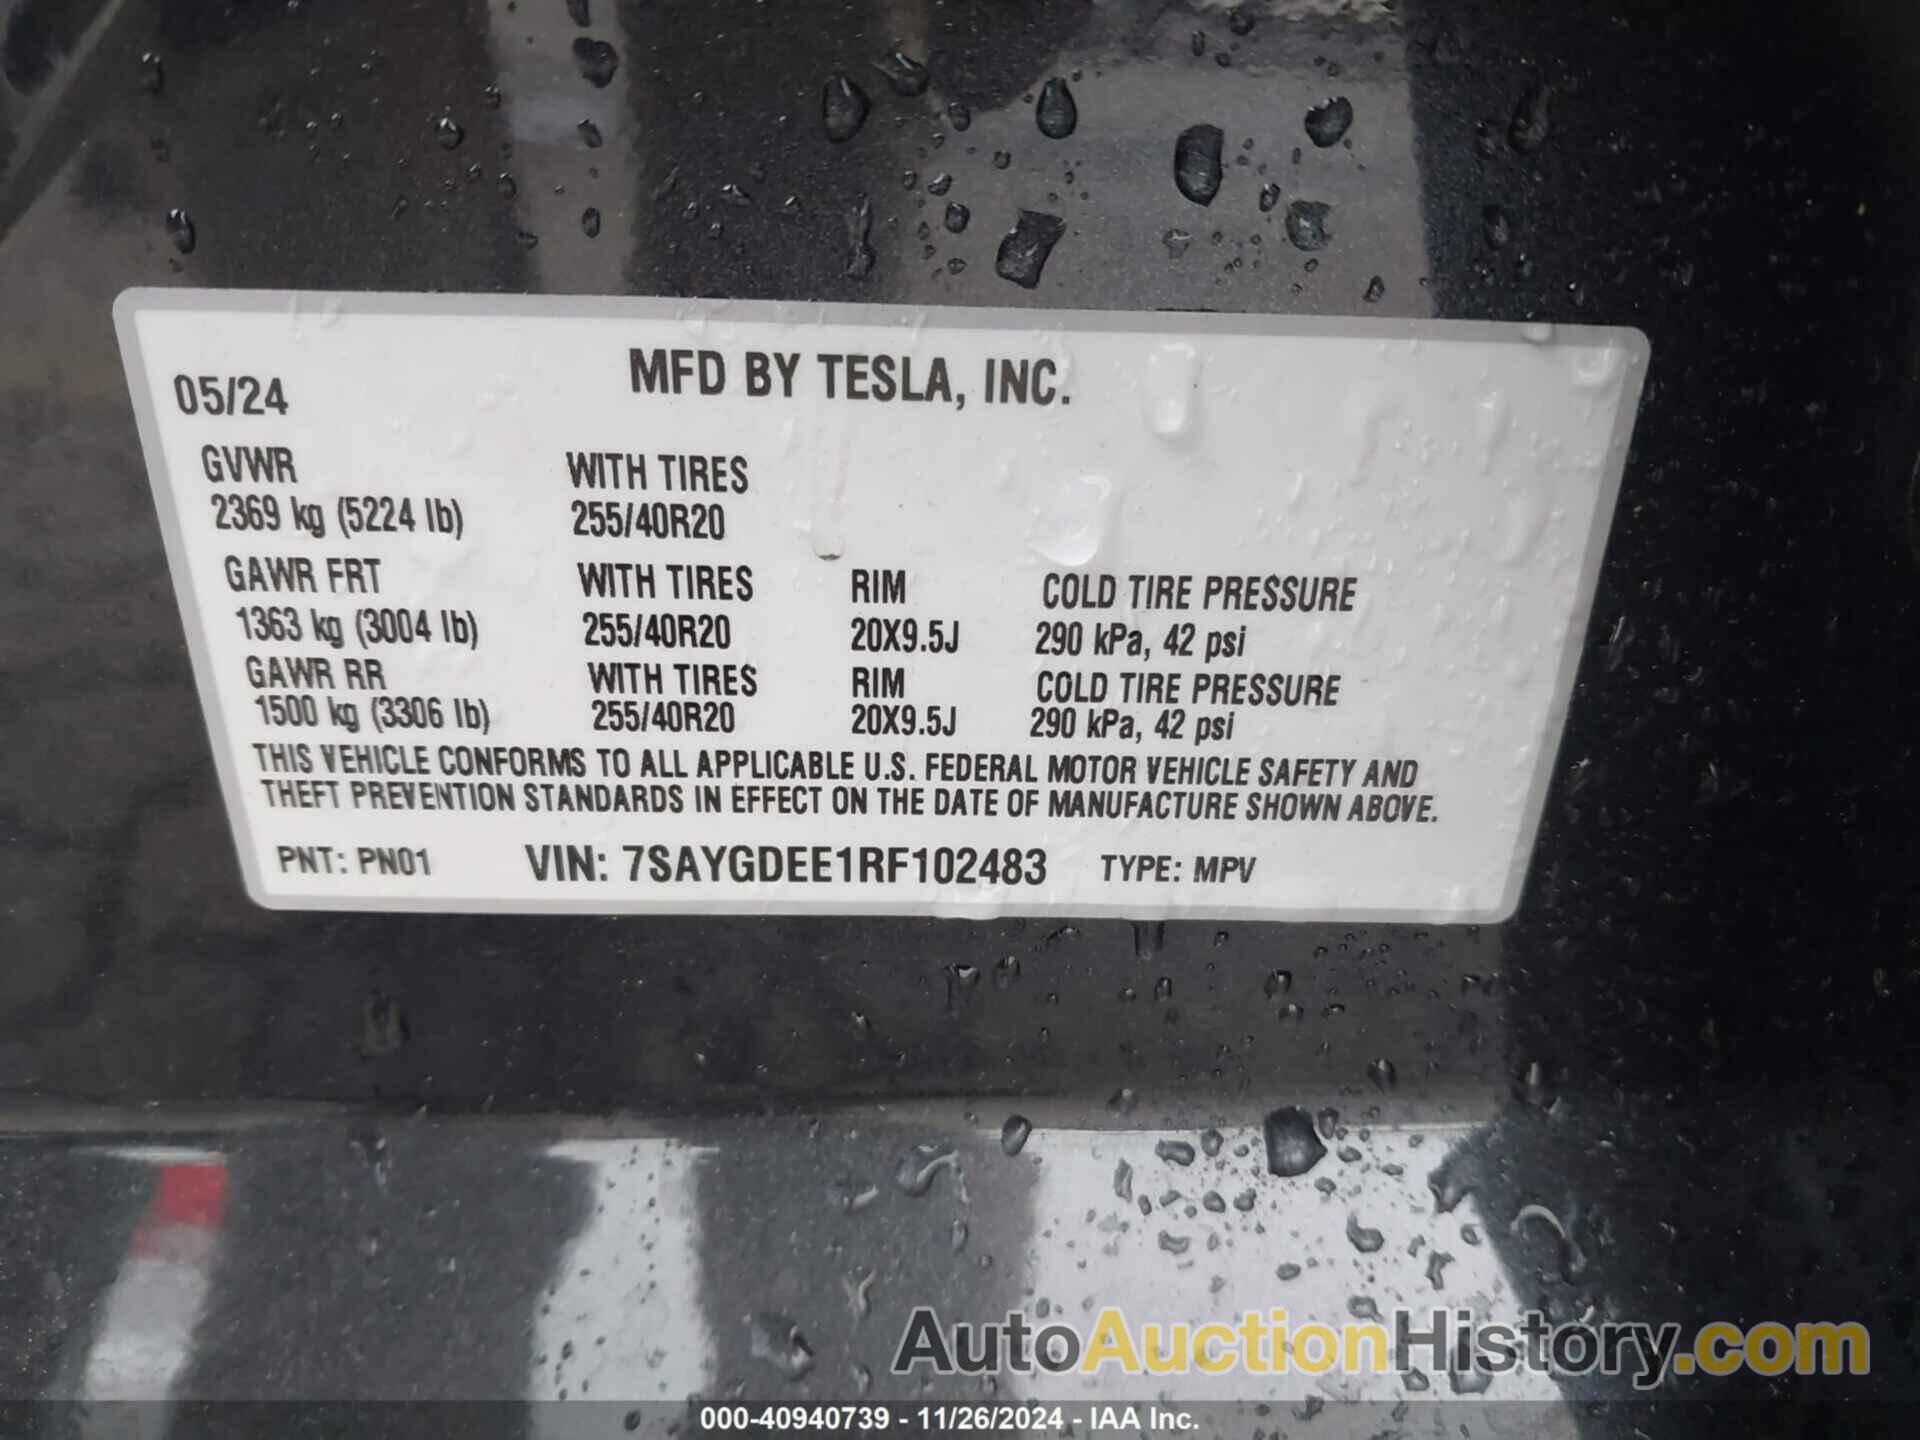 MFD BY TESLA, INC.
05/24
GVWR WITH TIRES
2369 kg (5224 lb) 255/40R20
GAWR FRT WITH TIRES RIM COLD TIRE PRESSURE
1363 kg (3004 lb) 255/40R20 20X9.5J 290 kPa, 42 psi
GAWR RR WITH TIRES RIM COLD TIRE PRESSURE
1500 kg (3306 lb) 255/40R20 20X9.5J 290 kPa, 42 psi
THIS VEHICLE CONFORMS TO ALL APPLICABLE U.S. FEDERAL MOTOR VEHICLE SAFETY AND
THEFT PREVENTION STANDARDS IN EFFECT ON THE DATE OF MANUFACTURE SHOWN ABOVE.
PNT: PN01 VIN: 7SAYGDEE1RF102483 TYPE: MPV
AutoAuctionHistory.com
000-40940739 - 11/26/2024 - IAA Inc.